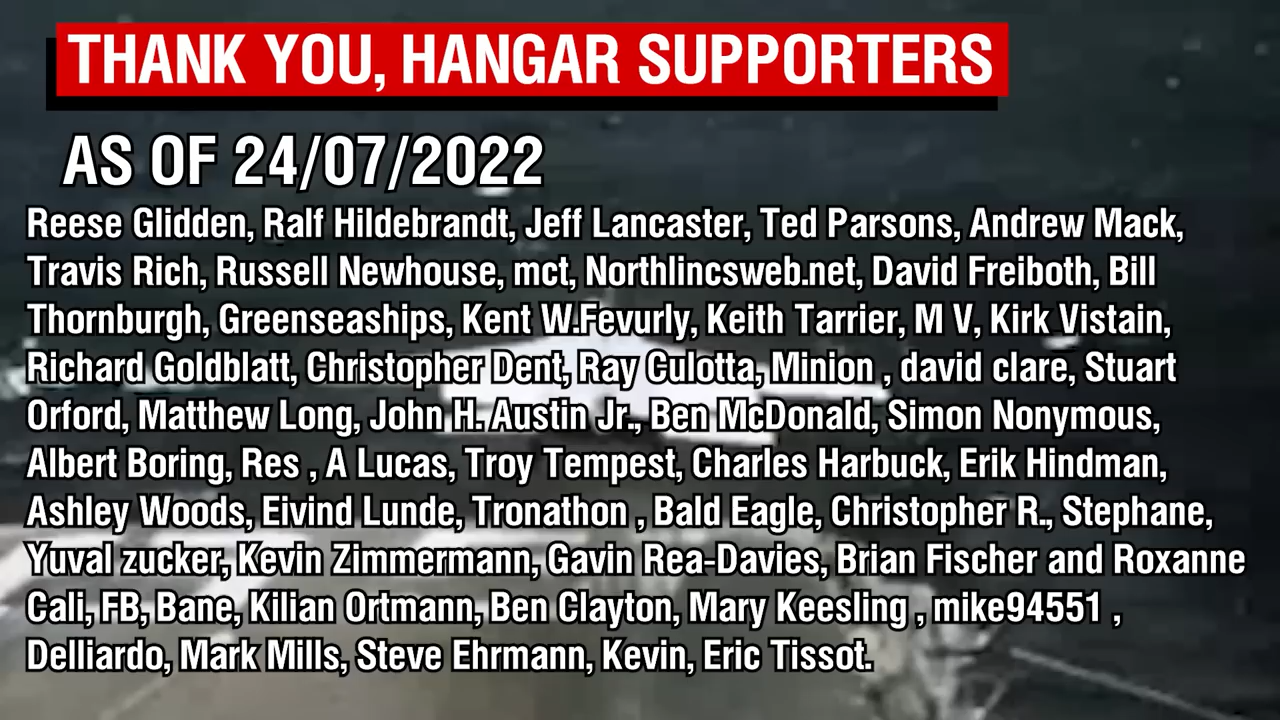 THANK YOU, HANGAR SUPPORTERS
AS OF 24/07/2022
Reese Glidden, Ralf Hildebrandt, Jeff Lancaster, Ted Parsons, Andrew Mack,
Travis Rich, Russell Newhouse, mct, Northlincsweb.net, David Freiboth, Bill
Thornburgh, Greenseaships, Kent W.Fevurly, Keith Tarrier, M V, Kirk Vistain,
Richard Goldblatt, Christopher Dent, Ray Culotta, Minion , david clare, Stuart
Orford, Matthew Long, John H. Austin Jr., Ben McDonald, Simon Nonymous,
Albert Boring, Res , A Lucas, Troy Tempest, Charles Harbuck, Erik Hindman,
Ashley Woods, Eivind Lunde, Tronathon , Bald Eagle, Christopher R., Stephane,
Yuval zucker, Kevin Zimmermann, Gavin Rea-Davies, Brian Fischer and Roxanne
Cali, FB, Bane, Kilian Ortmann, Ben Clayton, Mary Keesling , mike94551 ,
Delliardo, Mark Mills, Steve Ehrmann, Kevin, Eric Tissot.